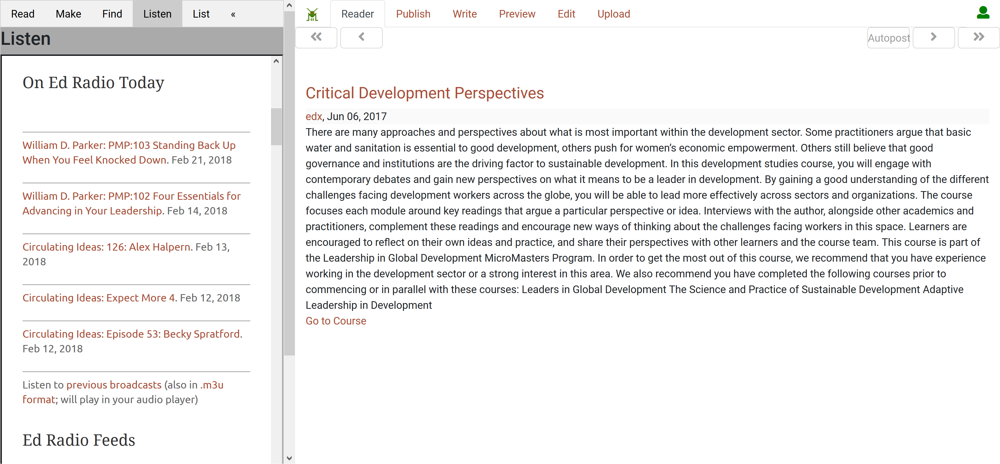 Read Make Find Listen List «
Listen
On Ed Radio Today
William D. Parker: PMP:103 Standing Back Up
When You Feel Knocked Down. Feb 21, 2018
William D. Parker: PMP:102 Four Essentials for
Advancing in Your Leadership. Feb 14, 2018
Circulating Ideas: 126: Alex Halpern. Feb 13,
2018
Circulating Ideas: Expect More 4. Feb 12, 2018
Circulating Ideas: Episode 53: Becky Spratford.
Feb 12, 2018
Listen to previous broadcasts (also in .m3u
format; will play in your audio player)
Ed Radio Feeds
Reader Publish Write Preview Edit Upload
Autopost
Critical Development Perspectives
edx, Jun 06, 2017
There are many approaches and perspectives about what is most important within the development sector. Some practitioners argue that basic
water and sanitation is essential to good development, others push for women’s economic empowerment. Others still believe that good
governance and institutions are the driving factor to sustainable development. In this development studies course, you will engage with
contemporary debates and gain new perspectives on what it means to be a leader in development. By gaining a good understanding of the different
challenges facing development workers across the globe, you will be able to lead more effectively across sectors and organizations. The course
focuses each module around key readings that argue a particular perspective or idea. Interviews with the author, alongside other academics and
practitioners, complement these readings and encourage new ways of thinking about the challenges facing workers in this space. Learners are
encouraged to reflect on their own ideas and practice, and share their perspectives with other learners and the course team. This course is part of
the Leadership in Global Development MicroMasters Program. In order to get the most out of this course, we recommend that you have experience
working in the development sector or a strong interest in this area. We also recommend you have completed the following courses prior to
commencing or in parallel with these courses: Leaders in Global Development The Science and Practice of Sustainable Development Adaptive
Leadership in Development
Go to Course